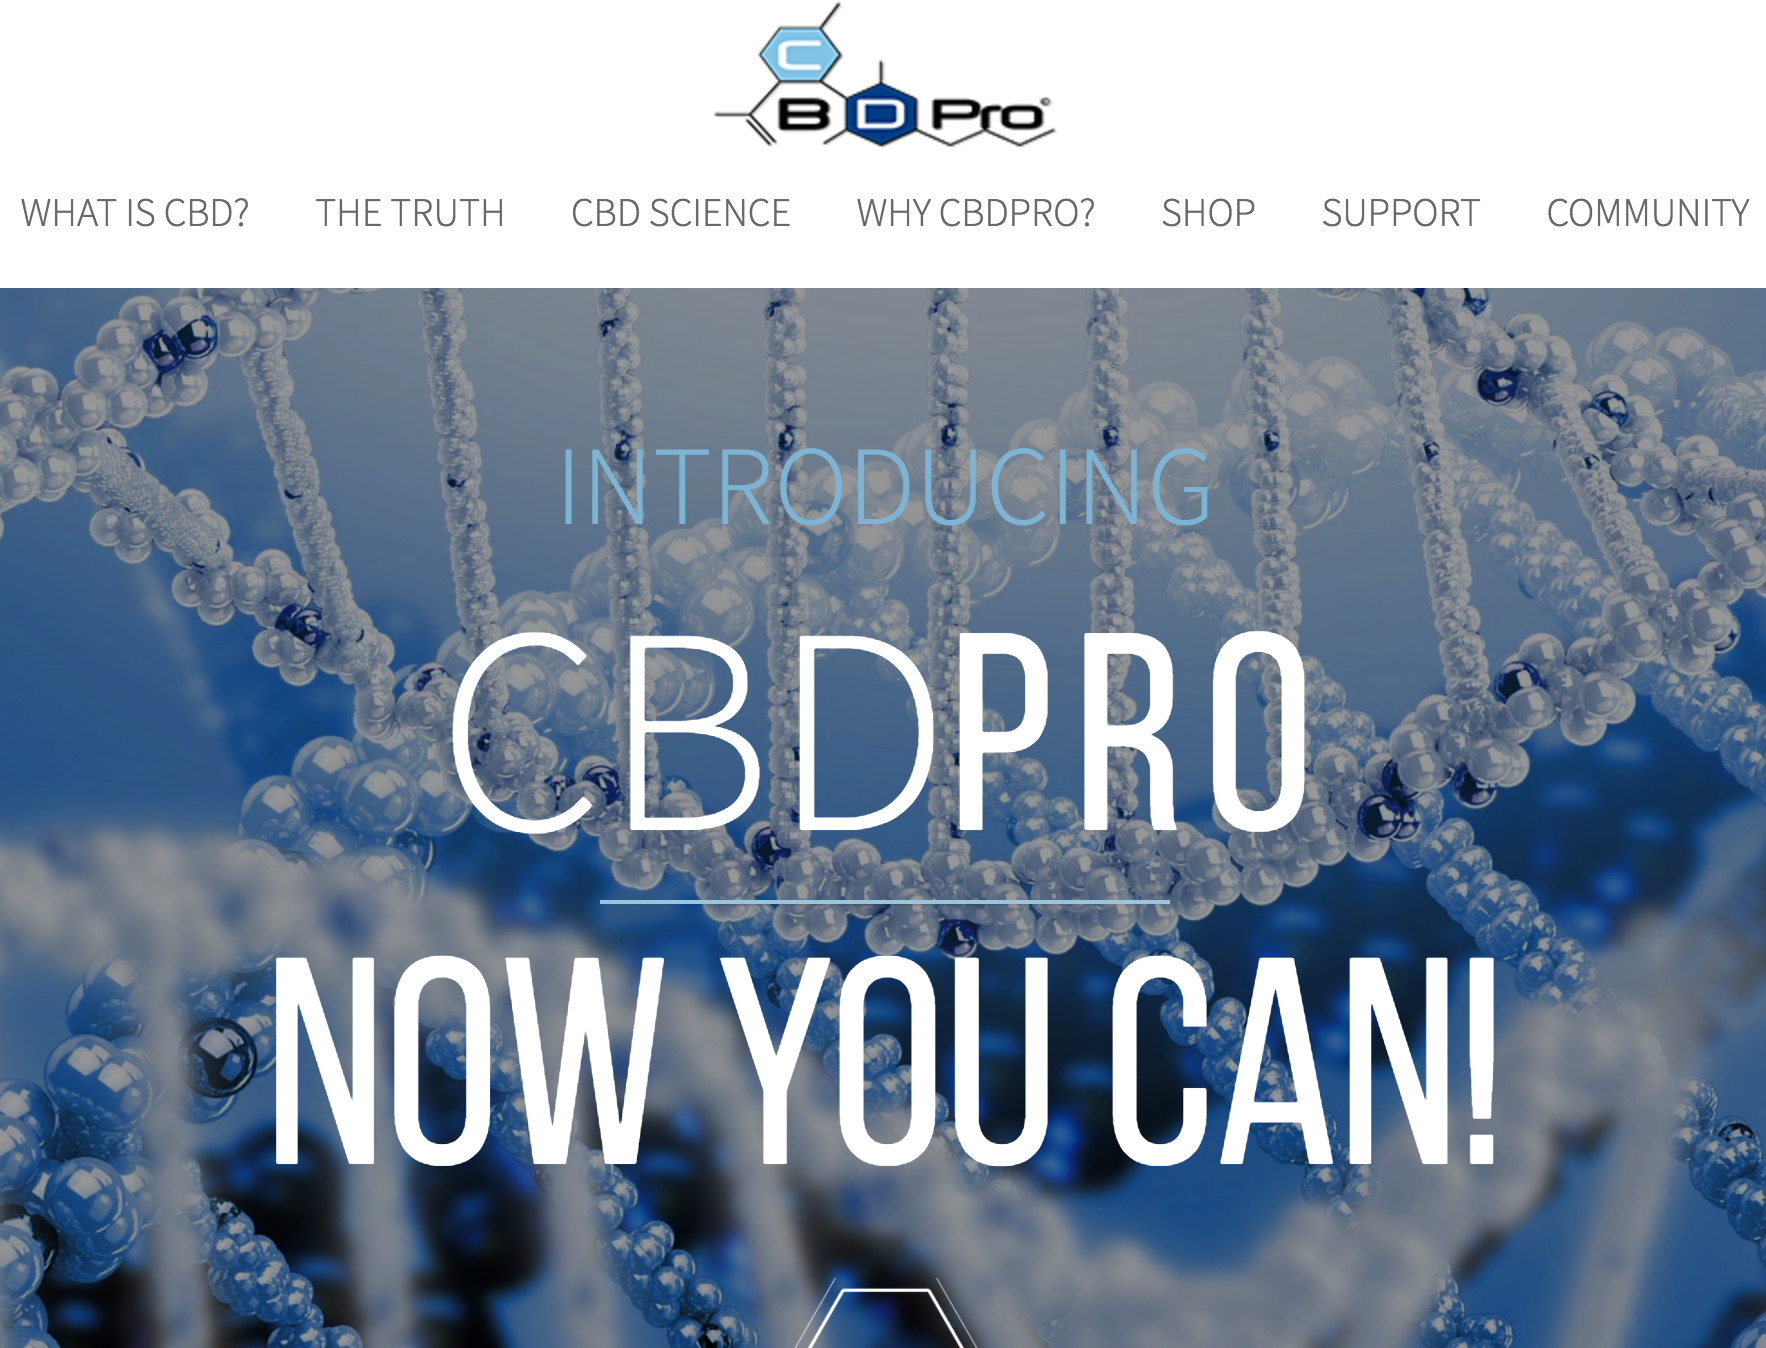 C
BD Pro©
WHAT IS CBD? THE TRUTH CBD SCIENCE WHY CBDPRO? SHOP SUPPORT COMMUNITY
INTRODUCING
CBDPRO
NOW YOU CAN!